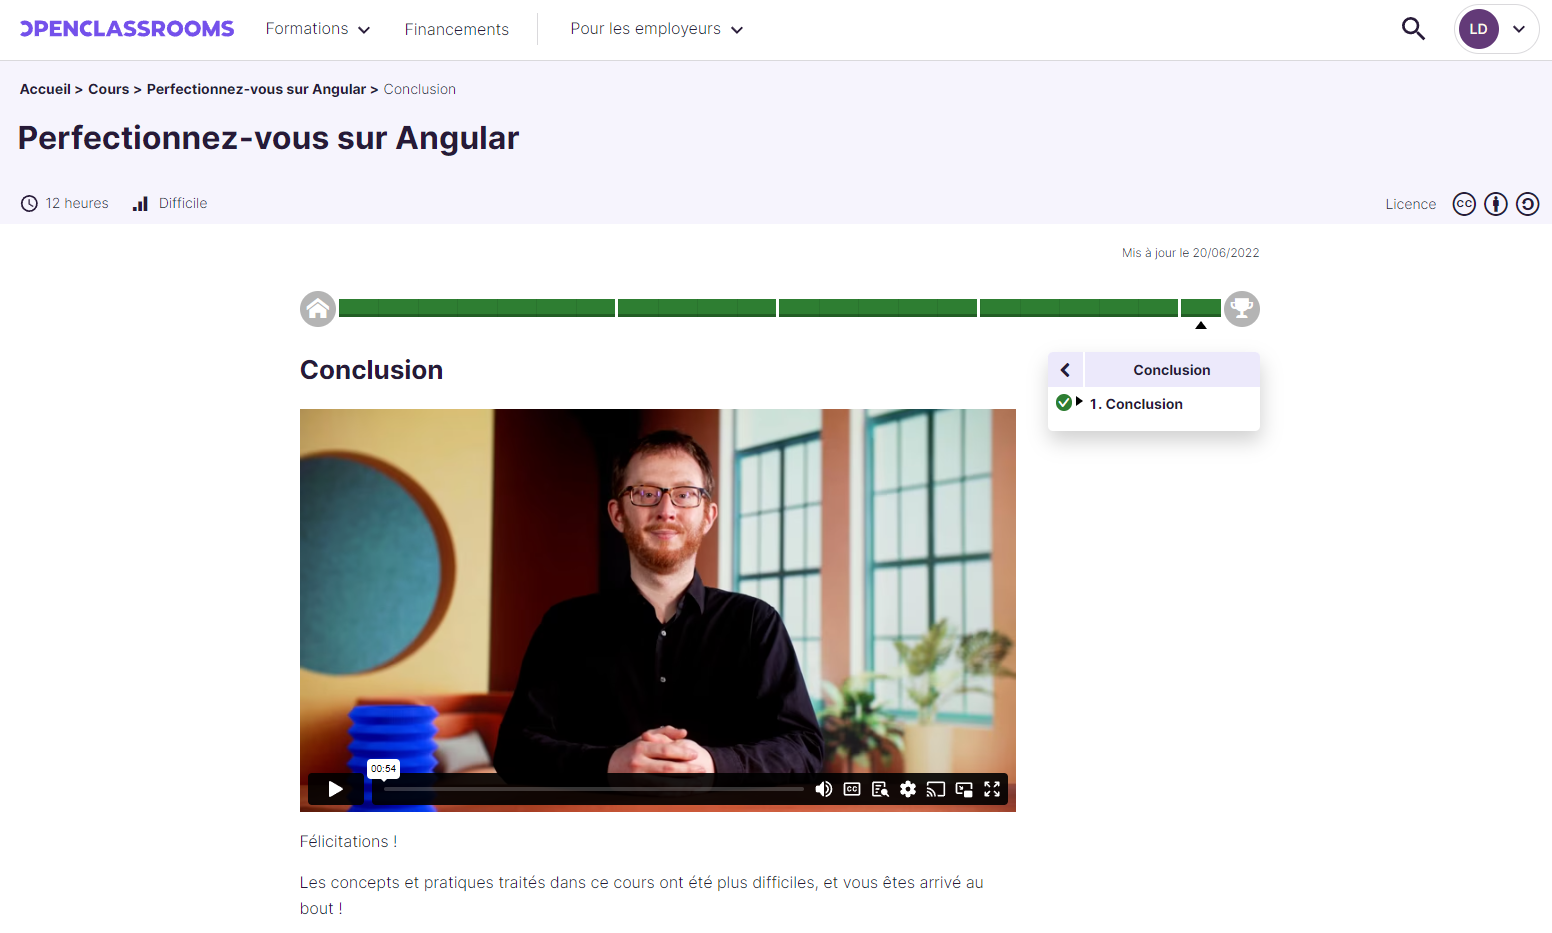 OPENCLASSROOMS
Formations
Financements
Pour les employeurs
LD
Accueil > Cours > Perfectionnez-vous sur Angular > Conclusion
Perfectionnez-vous sur Angular
12 heures
Difficile
Licence
CC
Mis à jour le 20/06/2022
Conclusion
Conclusion
1. Conclusion
00:54
CC
Félicitations !
Les concepts et pratiques traités dans ce cours ont été plus difficiles, et vous êtes arrivé au
bout !